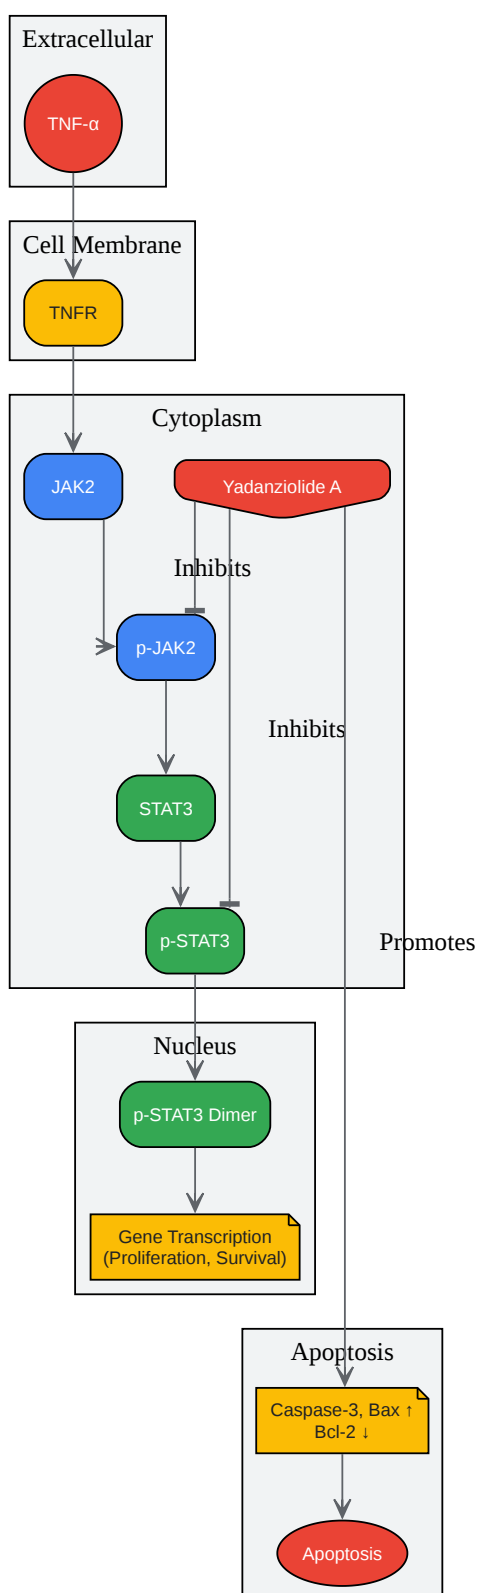 Extracellular
TNF-α
Cell Membrane
TNFR
Cytoplasm
JAK2
Yadanziolide A
Inhibits
p-JAK2
Inhibits
STAT3
p-STAT3
Promotes
Nucleus
p-STAT3 Dimer
Gene Transcription
(Proliferation, Survival)
Apoptosis
Caspase-3, Bax ↑
Bcl-2 ↓
Apoptosis